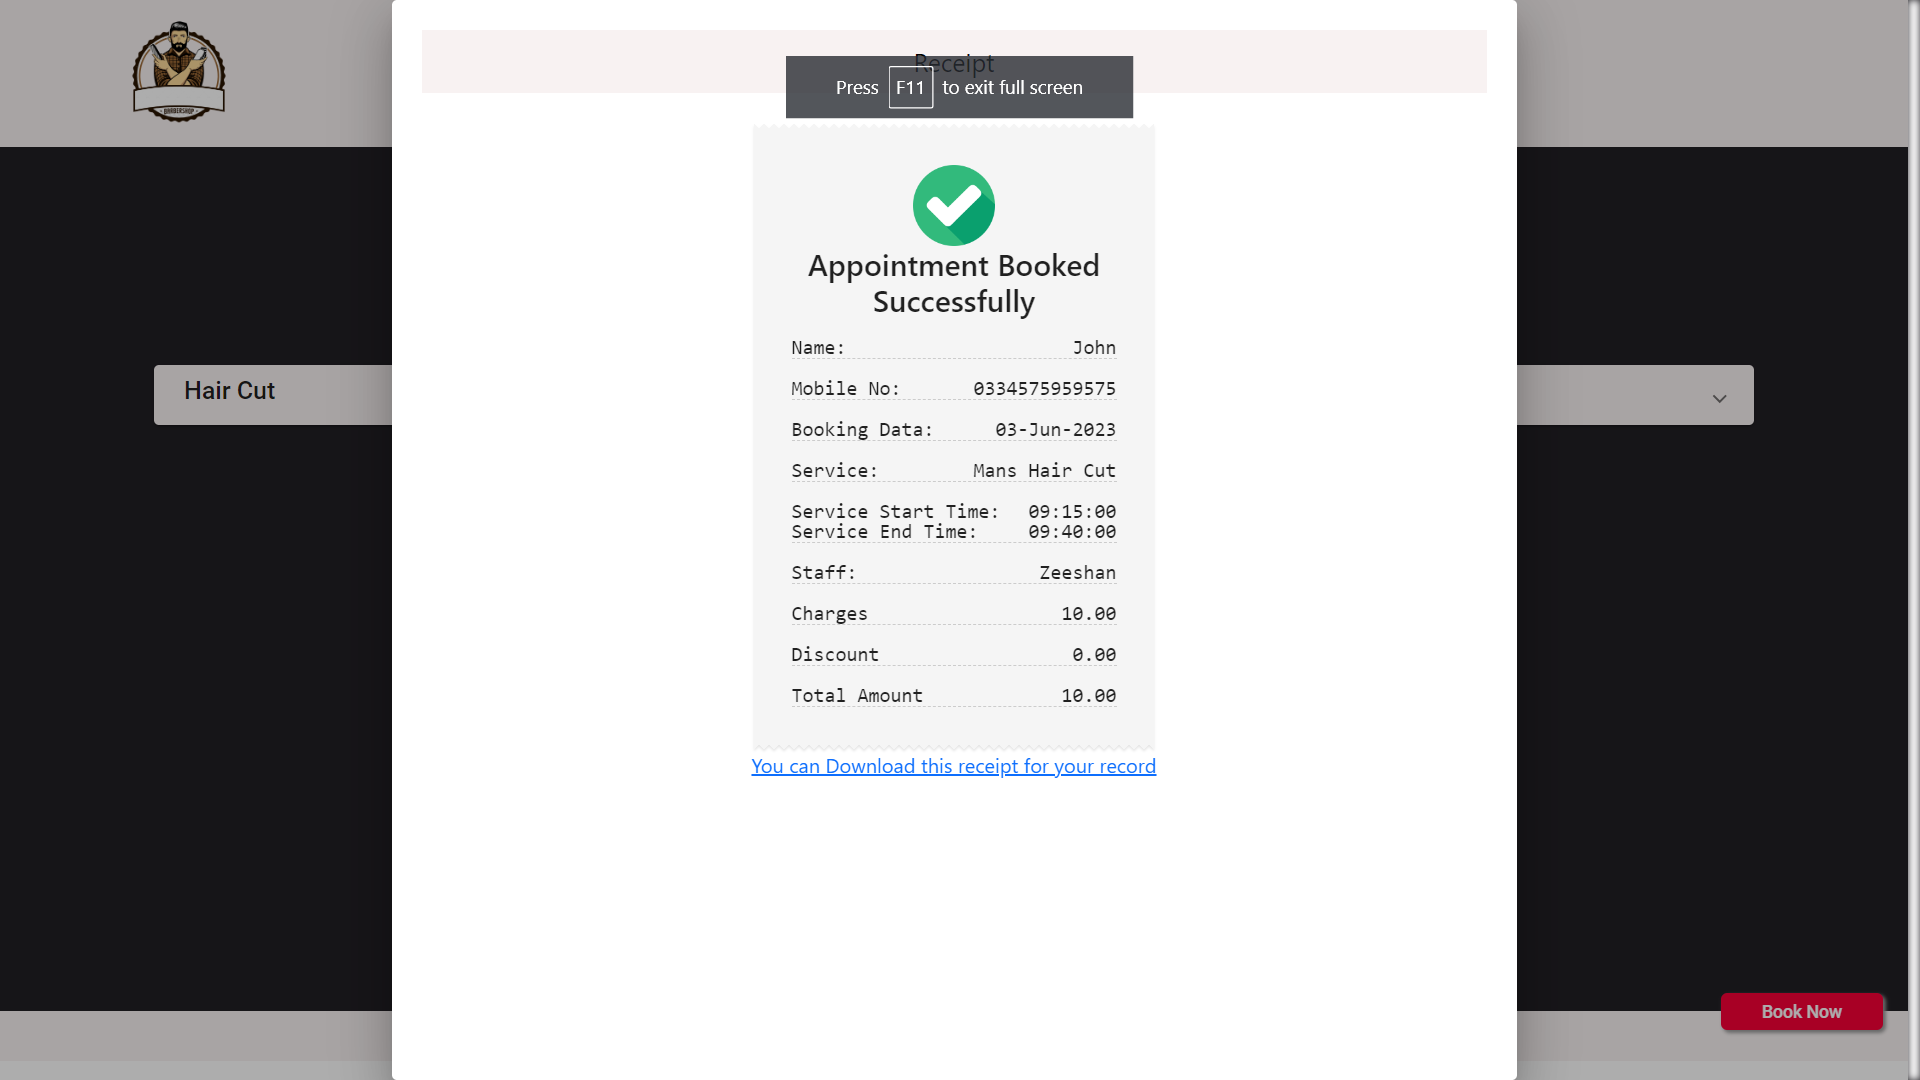 Receipt
Press F11 to exit full screen
BARBERSHOP
Appointment Booked
Successfully
Name: John
Mobile No: 0334575959575
Booking Data: 03-Jun-2023
Hair Cut
Service: Mans Hair Cut
Service Start Time: 09:15:00
Service End Time: 09:40:00
Staff: Zeeshan
Charges 10.00
Discount 0.00
Total Amount 10.00
You can Download this receipt for your record
Book Now